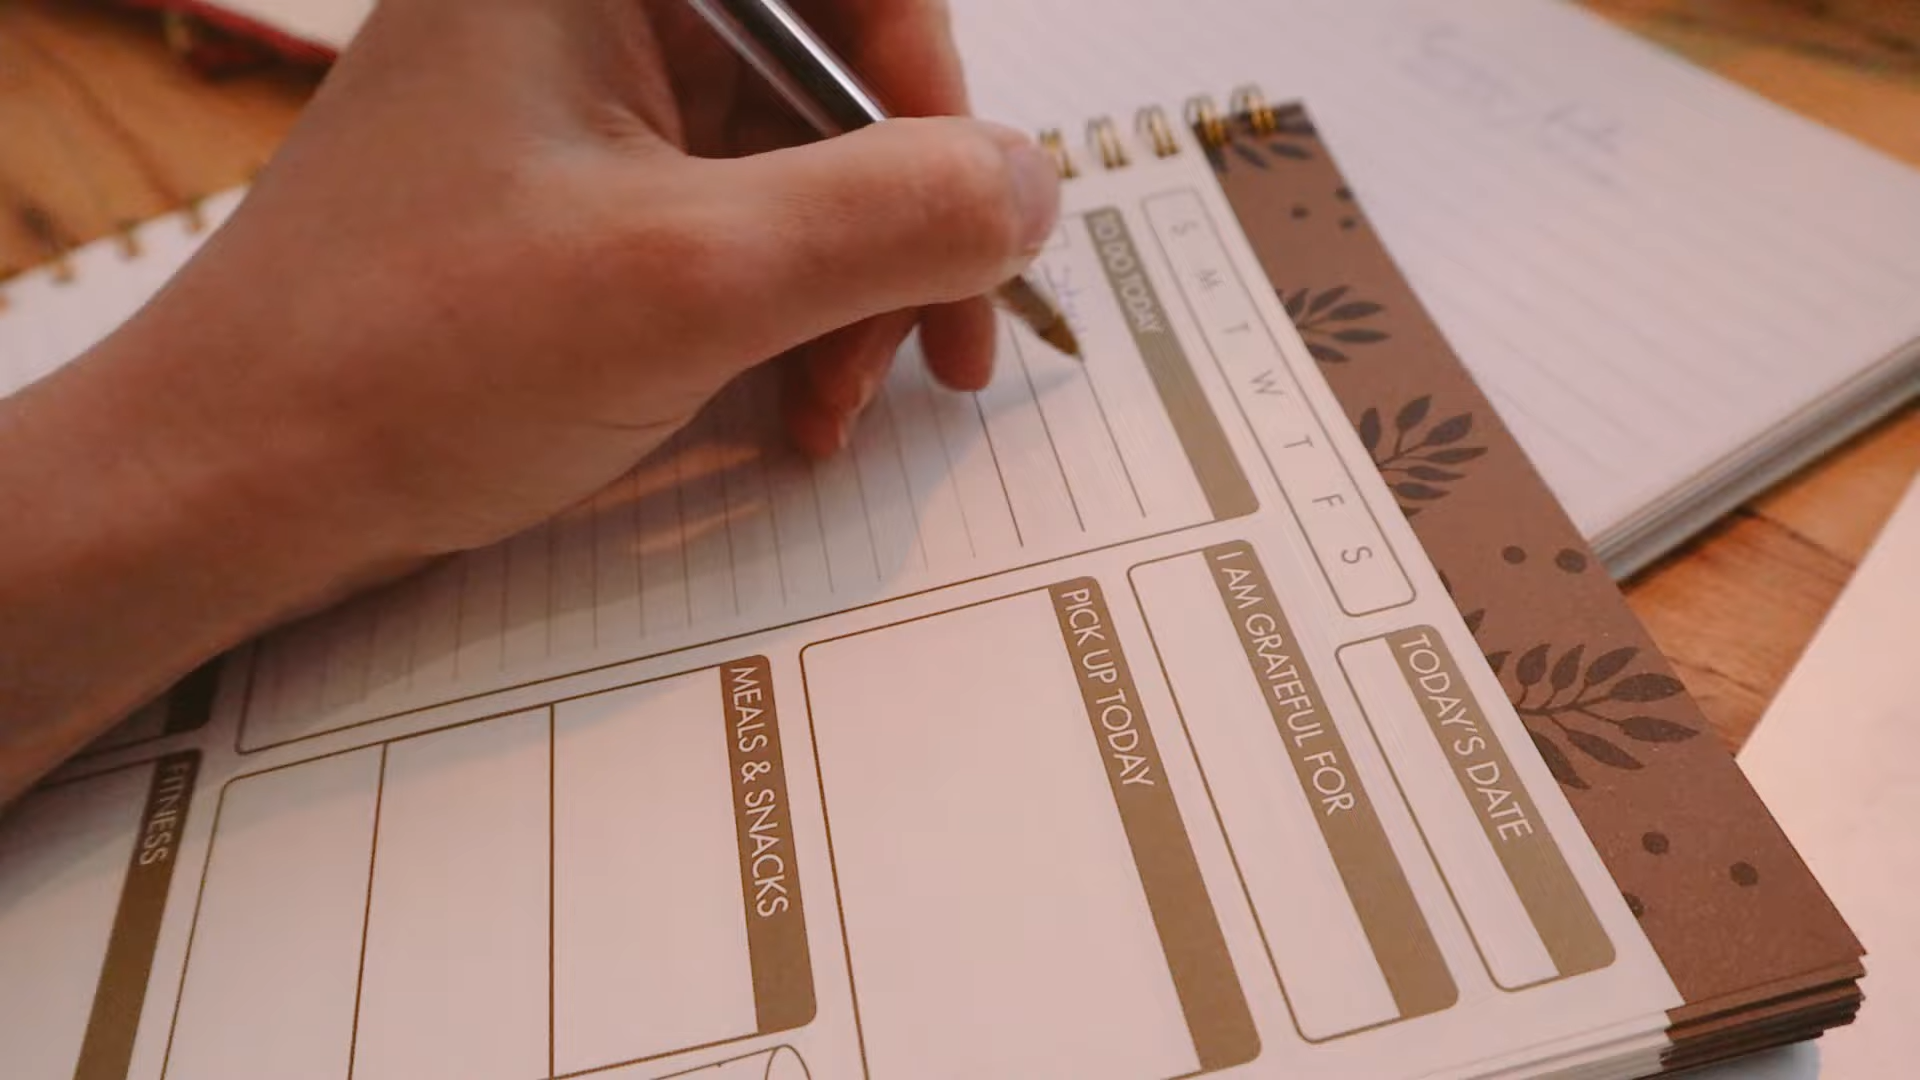 TODAY'S DATE
S M T W T F S
I AM GRATEFUL FOR
TO DO TODAY
PICK UP TODAY
MEALS & SNACKS
FITNESS